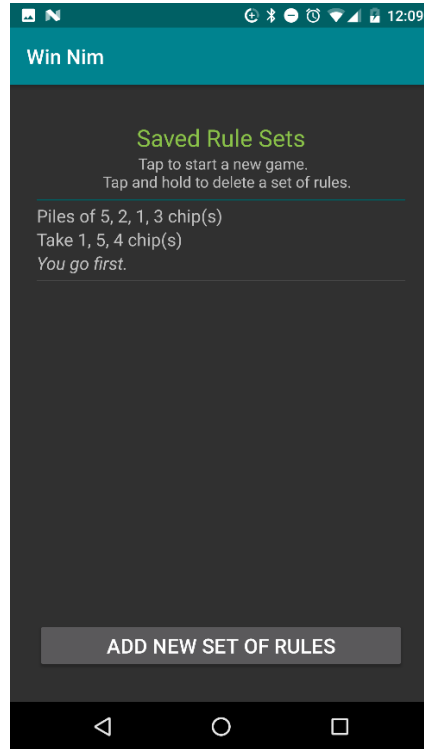 12:09
Win Nim
Saved Rule Sets
Tap to start a new game.
Tap and hold to delete a set of rules.
Piles of 5, 2, 1, 3 chip(s)
Take 1, 5, 4 chip(s)
You go first.
ADD NEW SET OF RULES